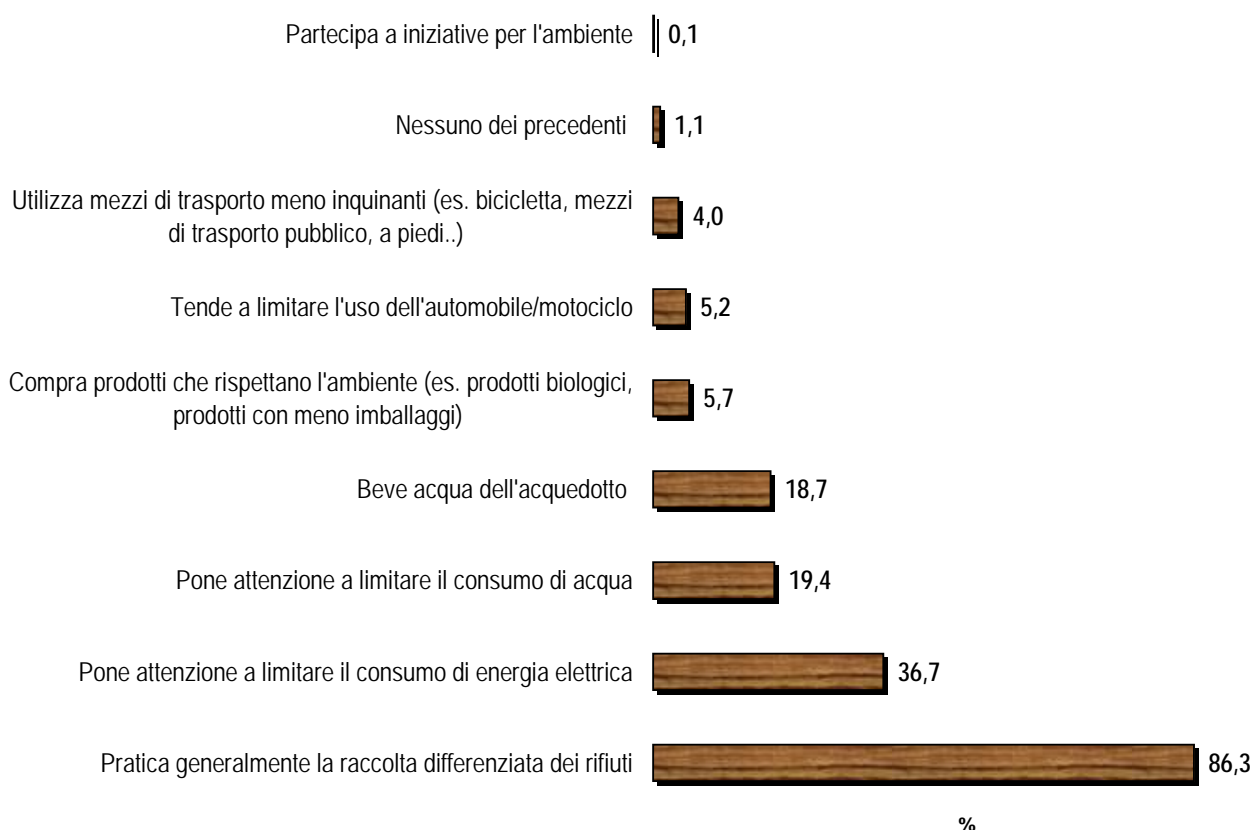 Partecipa a iniziative per l'ambiente 0,1
Nessuno dei precedenti 1,1
Utilizza mezzi di trasporto meno inquinanti (es. bicicletta, mezzi
di trasporto pubblico, a piedi..) 4,0
Tende a limitare l'uso dell'automobile/motociclo 5,2
Compra prodotti che rispettano l'ambiente (es. prodotti biologici,
prodotti con meno imballaggi) 5,7
Beve acqua dell'acquedotto 18,7
Pone attenzione a limitare il consumo di acqua 19,4
Pone attenzione a limitare il consumo di energia elettrica 36,7
Pratica generalmente la raccolta differenziata dei rifiuti 86,3
%